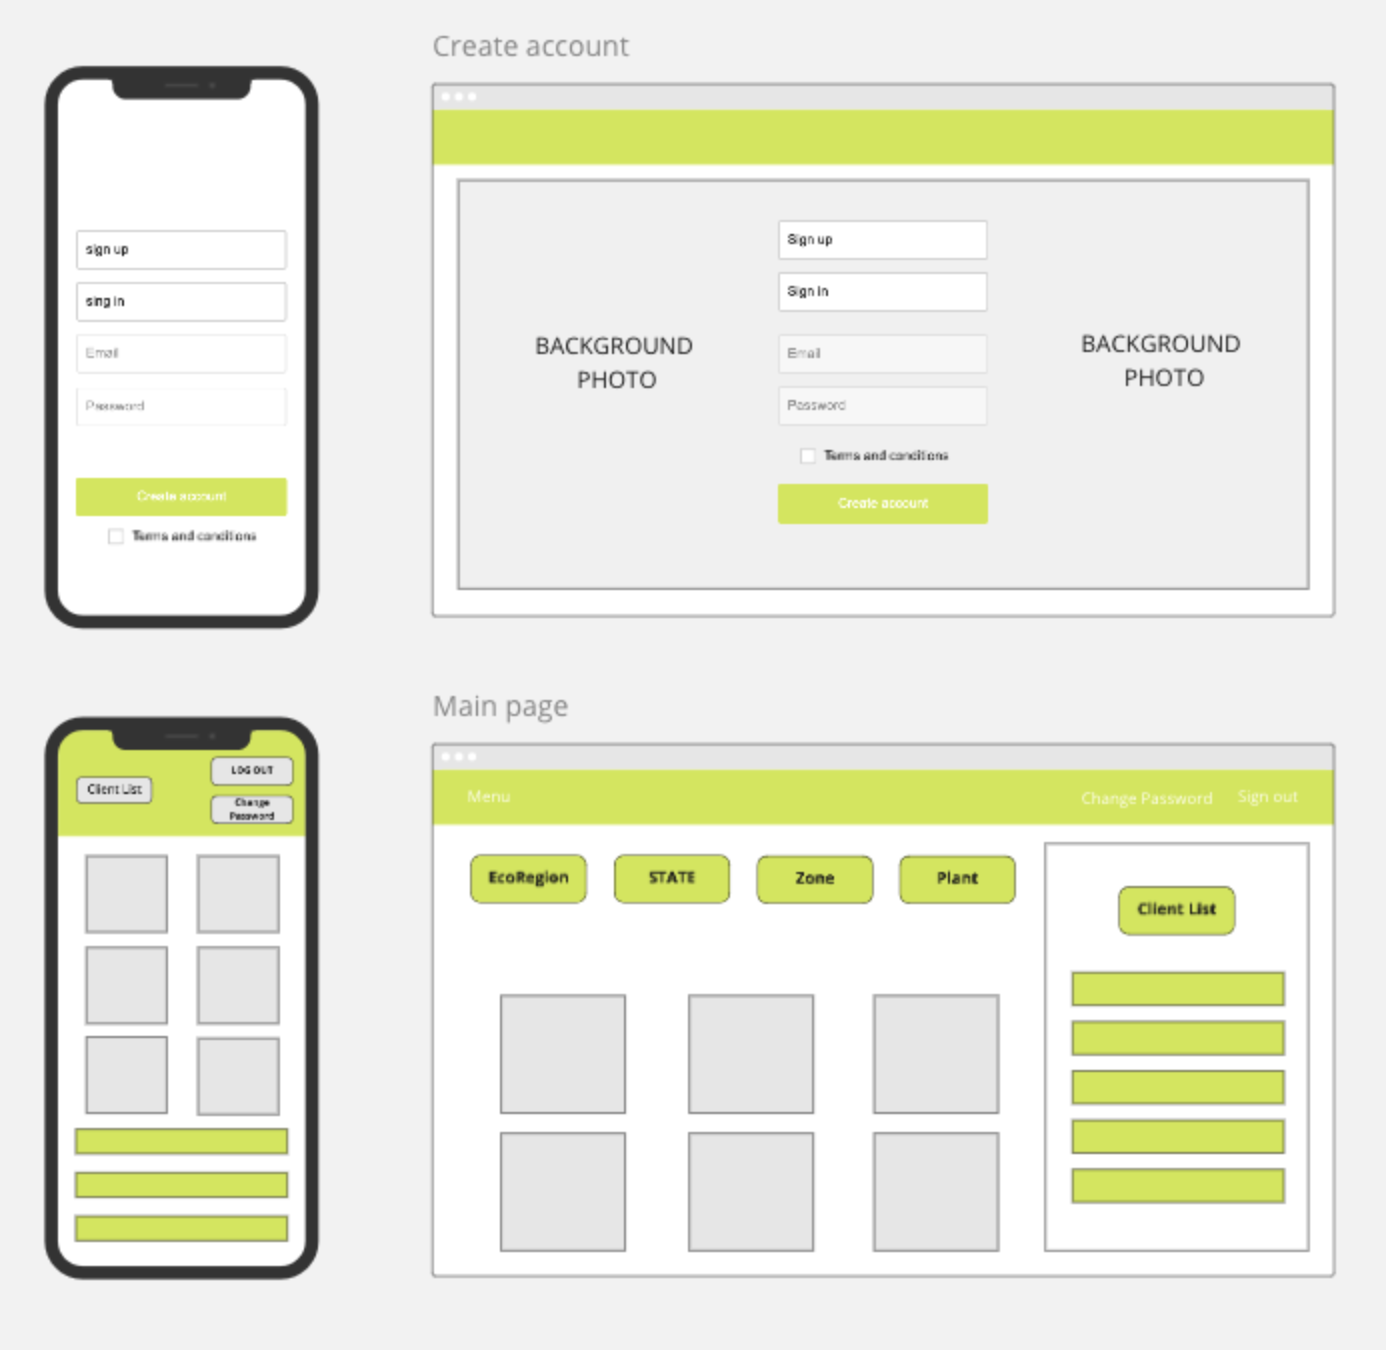 Create account
sign up
sing in
Email
Password
Create account
Terms and conditions
BACKGROUND
PHOTO
Sign up
Sign in
Email
Password
Terms and conditions
Create account
BACKGROUND
PHOTO
Main page
Client List
LOG OUT
Change
Password
Menu
Change Password
Sign out
EcoRegion
STATE
Zone
Plant
Client List